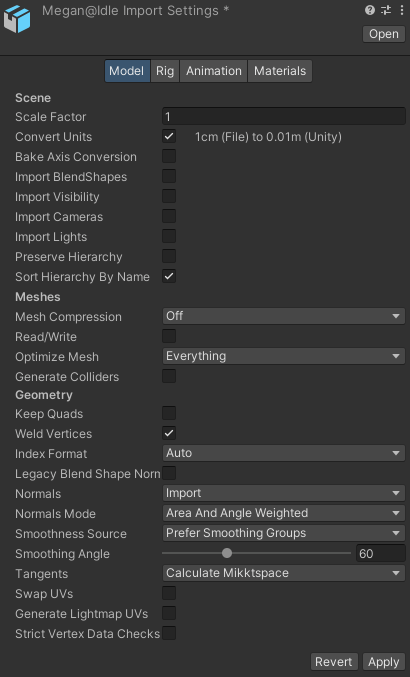 Megan@Idle Import Settings *
Open
Model Rig Animation Materials
Scene
Scale Factor 1
Convert Units 1cm (File) to 0.01m (Unity)
Bake Axis Conversion
Import BlendShapes
Import Visibility
Import Cameras
Import Lights
Preserve Hierarchy
Sort Hierarchy By Name
Meshes
Mesh Compression Off
Read/Write
Optimize Mesh Everything
Generate Colliders
Geometry
Keep Quads
Weld Vertices
Index Format Auto
Legacy Blend Shape Norm
Normals Import
Normals Mode Area And Angle Weighted
Smoothness Source Prefer Smoothing Groups
Smoothing Angle 60
Tangents Calculate Mikktspace
Swap UVs
Generate Lightmap UVs
Strict Vertex Data Checks
Revert Apply